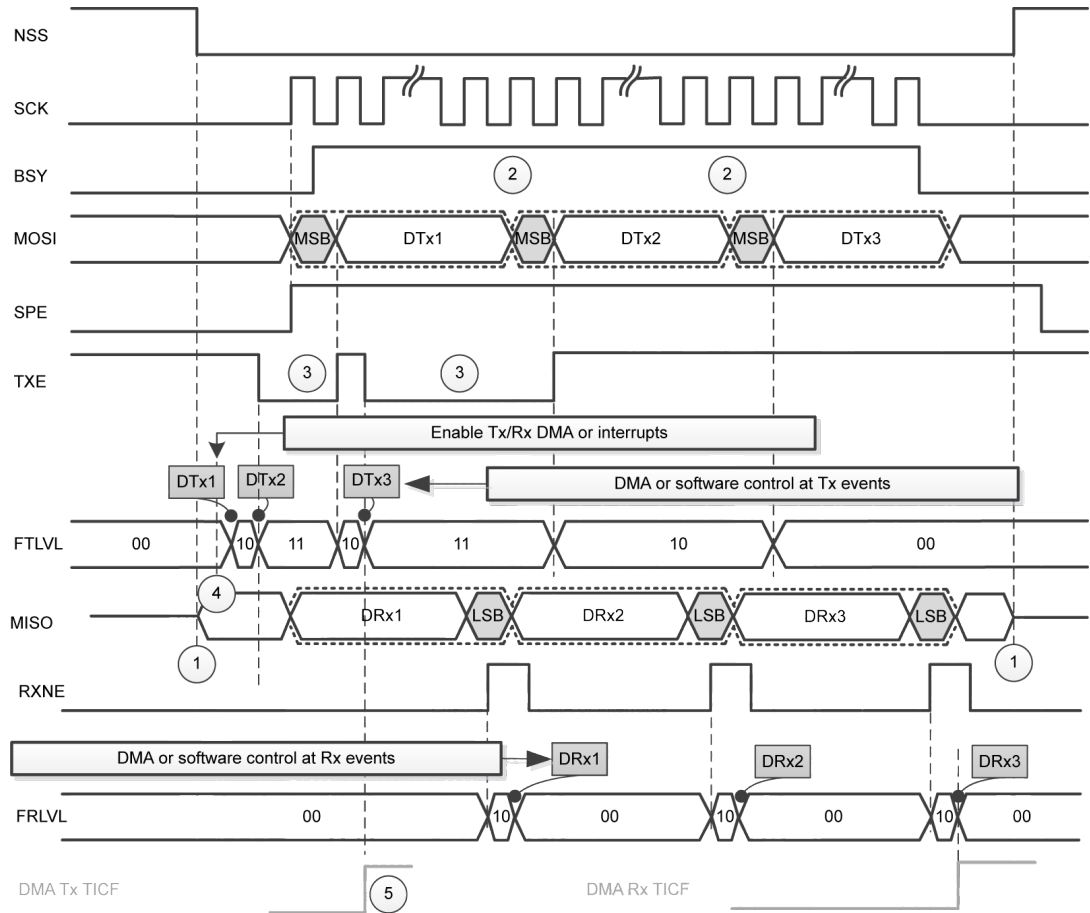 NSS
SCK
BSY
2
2
MOSI
MSB
DTx1
MSB
DTx2
MSB
DTx3
SPE
TXE
3
3
Enable Tx/Rx DMA or interrupts
DTx1
DTx2
DTx3
DMA or software control at Tx events
FTLVL
00
10
11
10
11
10
00
4
MISO
DRx1
LSB
DRx2
LSB
DRx3
LSB
1
1
RXNE
DMA or software control at Rx events
DRx1
DRx2
DRx3
FRLVL
00
10
00
10
00
10
00
DMA Tx TICF
5
DMA Rx TICF